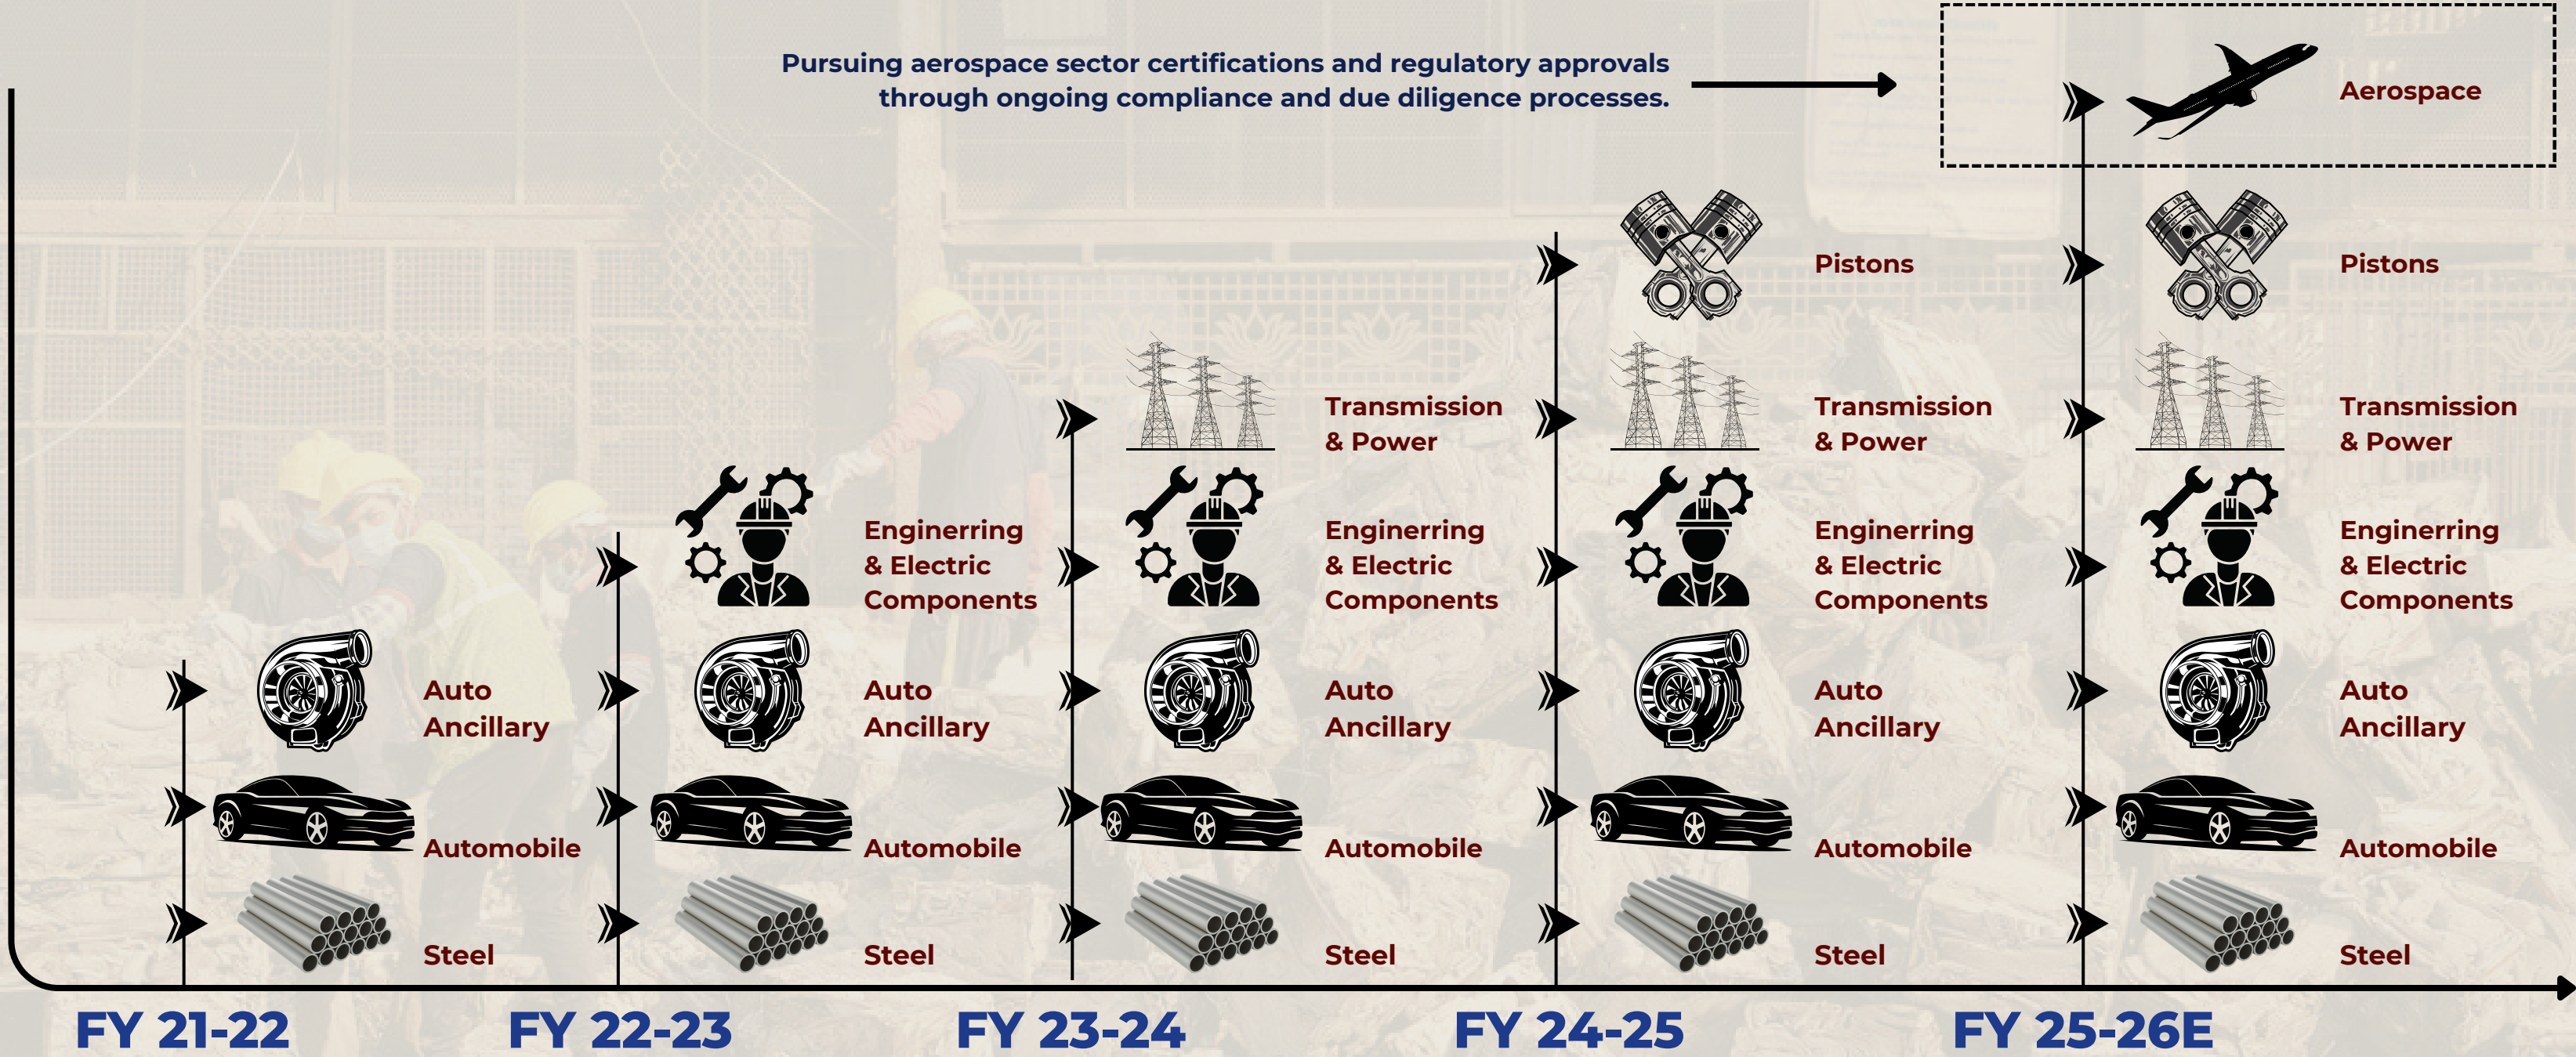 Pursuing aerospace sector certifications and regulatory approvals
through ongoing compliance and due diligence processes.
Aerospace
Pistons
Pistons
Transmission
& Power
Transmission
& Power
Transmission
& Power
Enginerring
& Electric
Components
Enginerring
& Electric
Components
Enginerring
& Electric
Components
Enginerring
& Electric
Components
Auto
Ancillary
Auto
Ancillary
Auto
Ancillary
Auto
Ancillary
Auto
Ancillary
Automobile
Automobile
Automobile
Automobile
Automobile
Steel
Steel
Steel
Steel
Steel
FY 21-22
FY 22-23
FY 23-24
FY 24-25
FY 25-26E